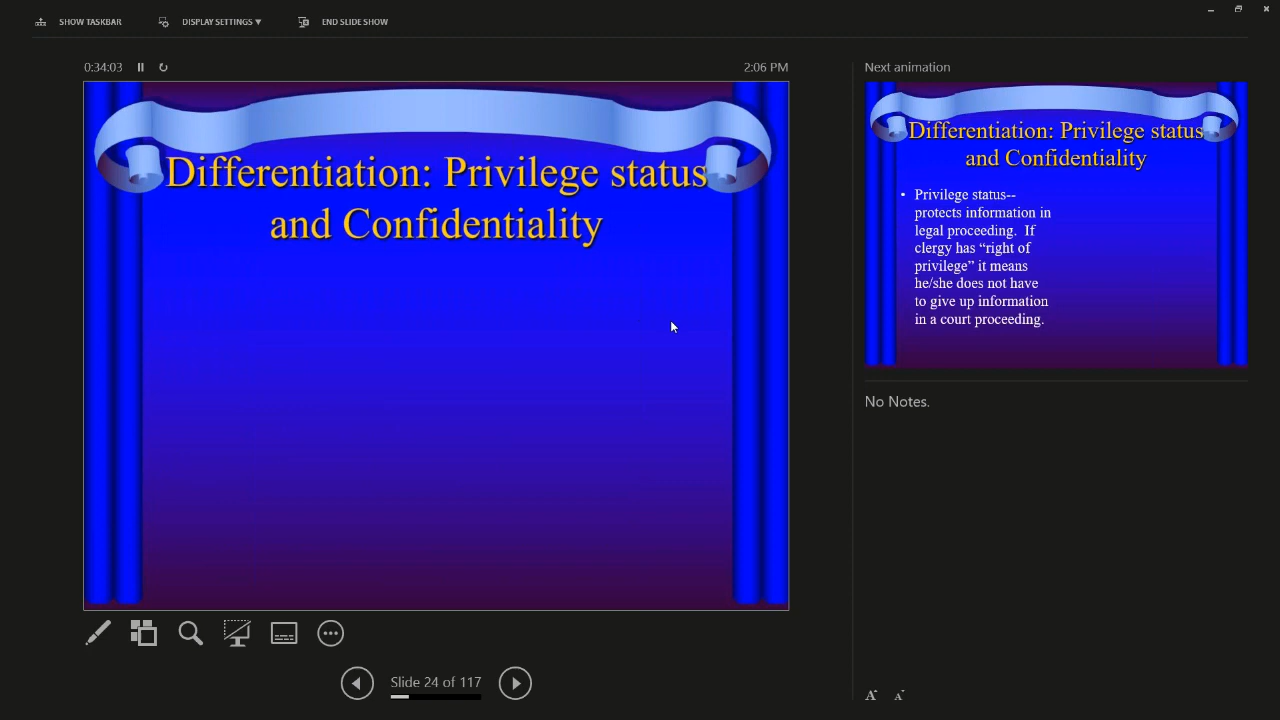 SHOW TASKBAR
DISPLAY SETTINGS ▼
END SLIDE SHOW
0:34:03
2:06 PM
Differentiation: Privilege status
and Confidentiality
Slide 24 of 117
Next animation
Differentiation: Privilege status
and Confidentiality
• Privilege status--
protects information in
legal proceeding. If
clergy has “right of
privilege” it means
he/she does not have
to give up information
in a court proceeding.
No Notes.
A A